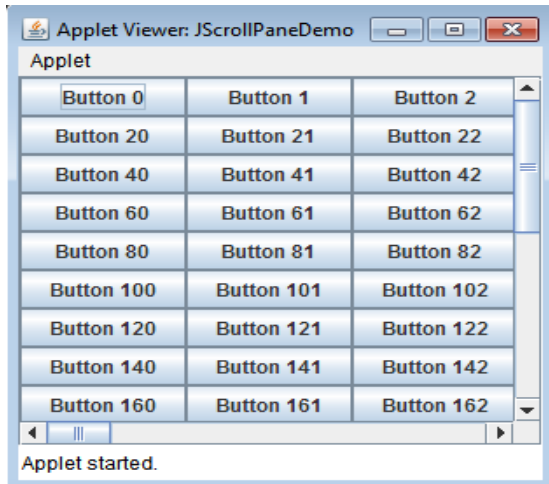 Applet Viewer: JScrollPaneDemo
Applet
Button 0 Button 1 Button 2
Button 20 Button 21 Button 22
Button 40 Button 41 Button 42
Button 60 Button 61 Button 62
Button 80 Button 81 Button 82
Button 100 Button 101 Button 102
Button 120 Button 121 Button 122
Button 140 Button 141 Button 142
Button 160 Button 161 Button 162
Applet started.